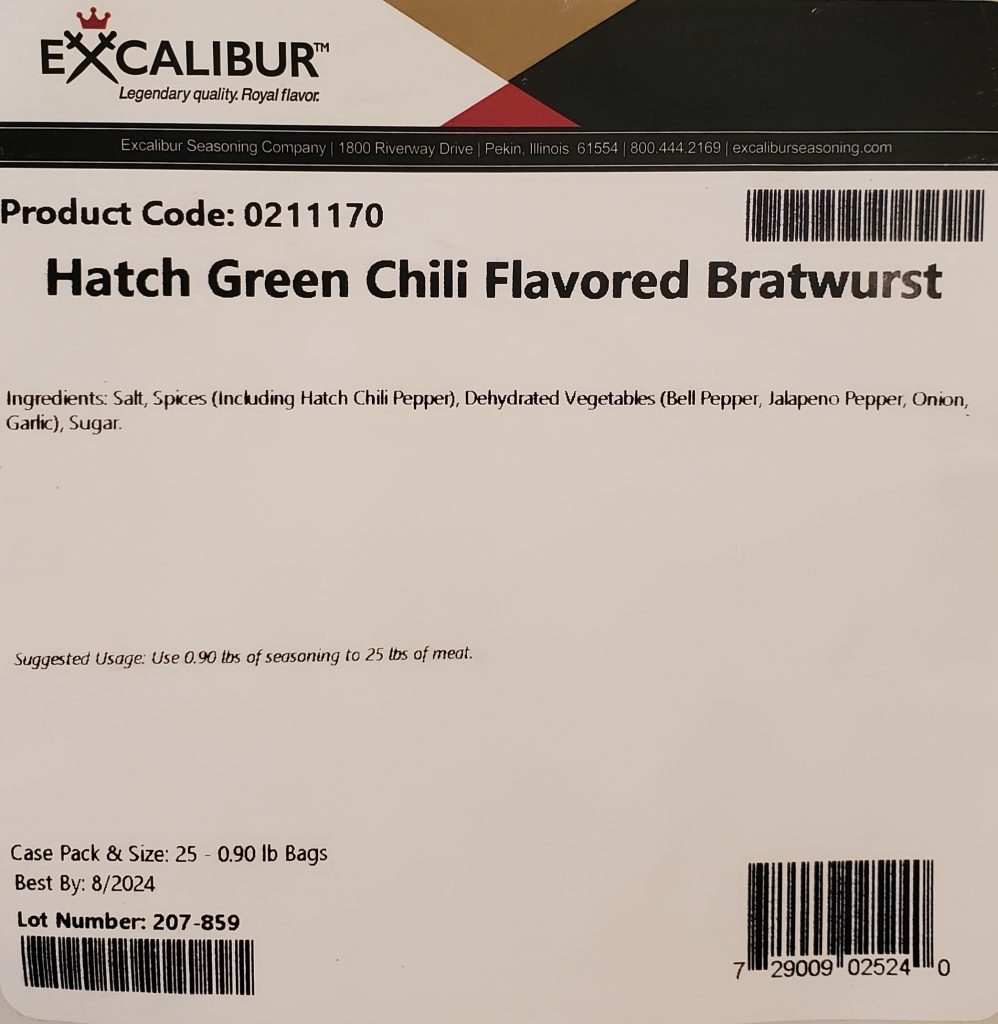 EXCALIBUR™
Legendary quality. Royal flavor.
Excalibur Seasoning Company | 1800 Riverway Drive | Pekin, Illinois 61554 | 800.444.2169 | excaliburseasoning.com
Product Code: 0211170
Hatch Green Chili Flavored Bratwurst
Ingredients: Salt, Spices (Including Hatch Chili Pepper), Dehydrated Vegetables (Bell Pepper, Jalapeno Pepper, Onion,
Garlic), Sugar.
Suggested Usage: Use 0.90 lbs of seasoning to 25 lbs of meat.
Case Pack & Size: 25 - 0.90 lb Bags
Best By: 8/2024
Lot Number: 207-859
7 29009 02524 0